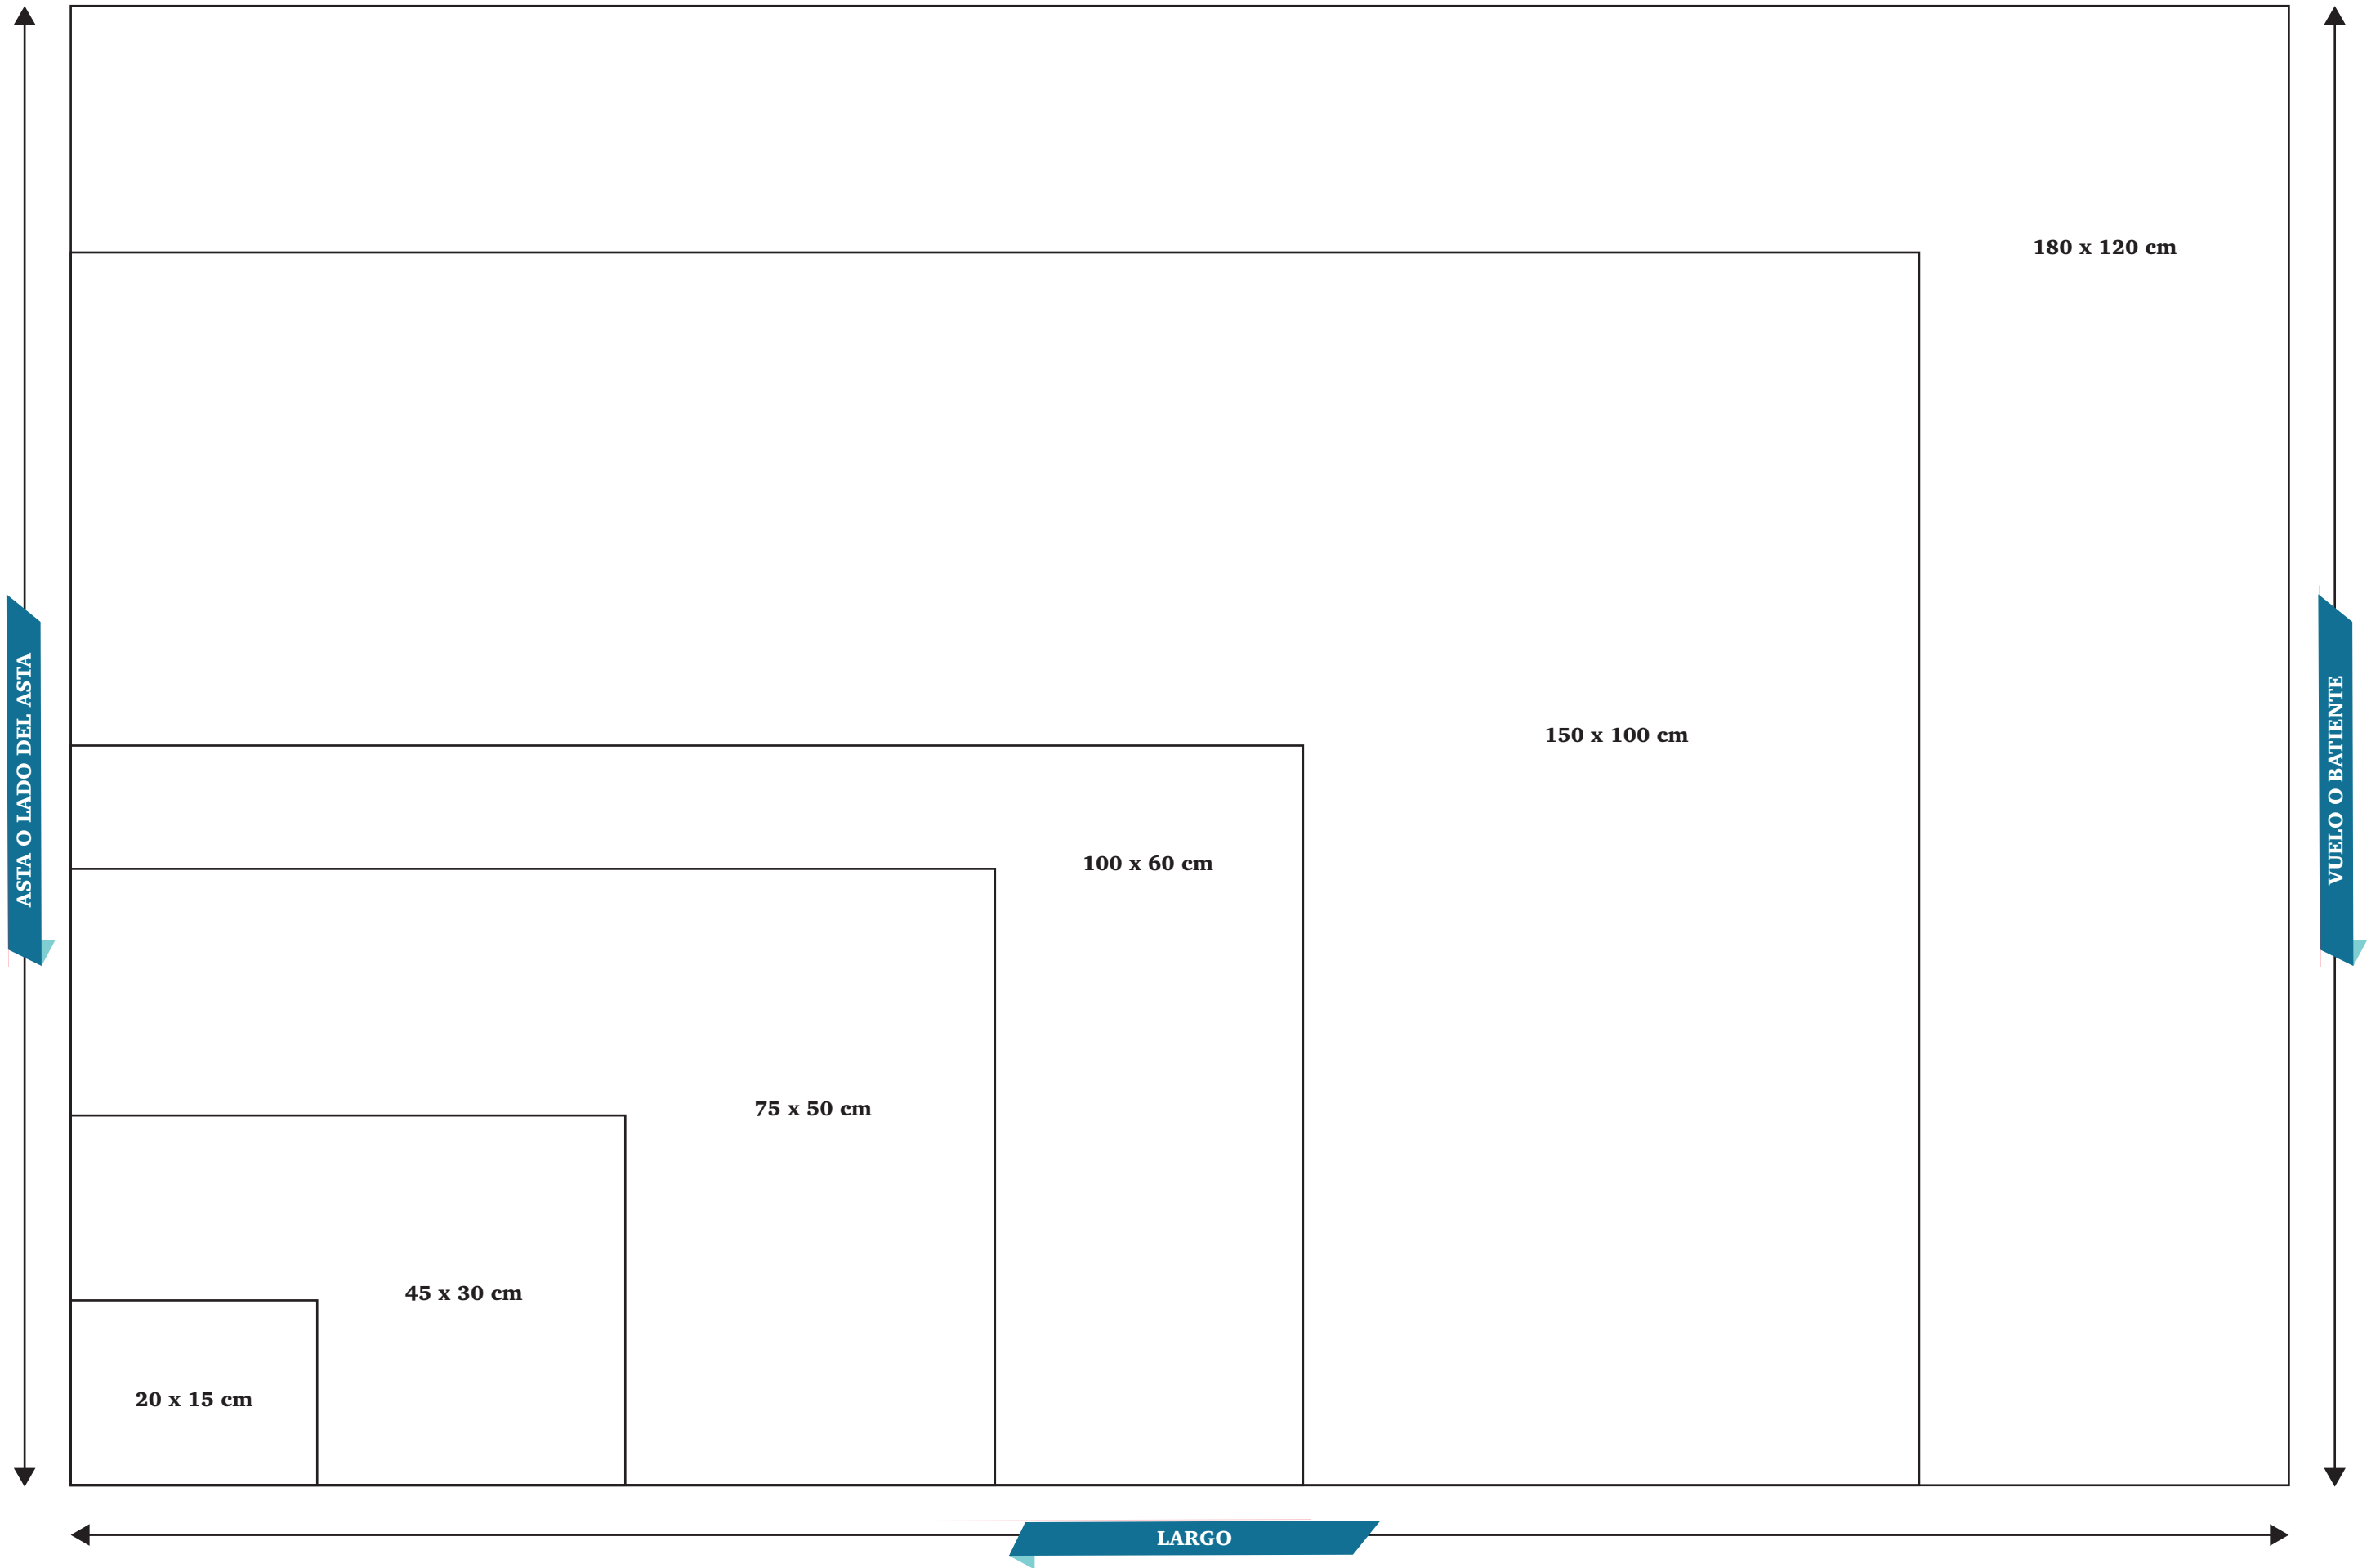 180 x 120 cm
150 x 100 cm
100 x 60 cm
75 x 50 cm
45 x 30 cm
20 x 15 cm
ASTA O LADO DEL ASTA
VUELO O BATIENTE
LARGO